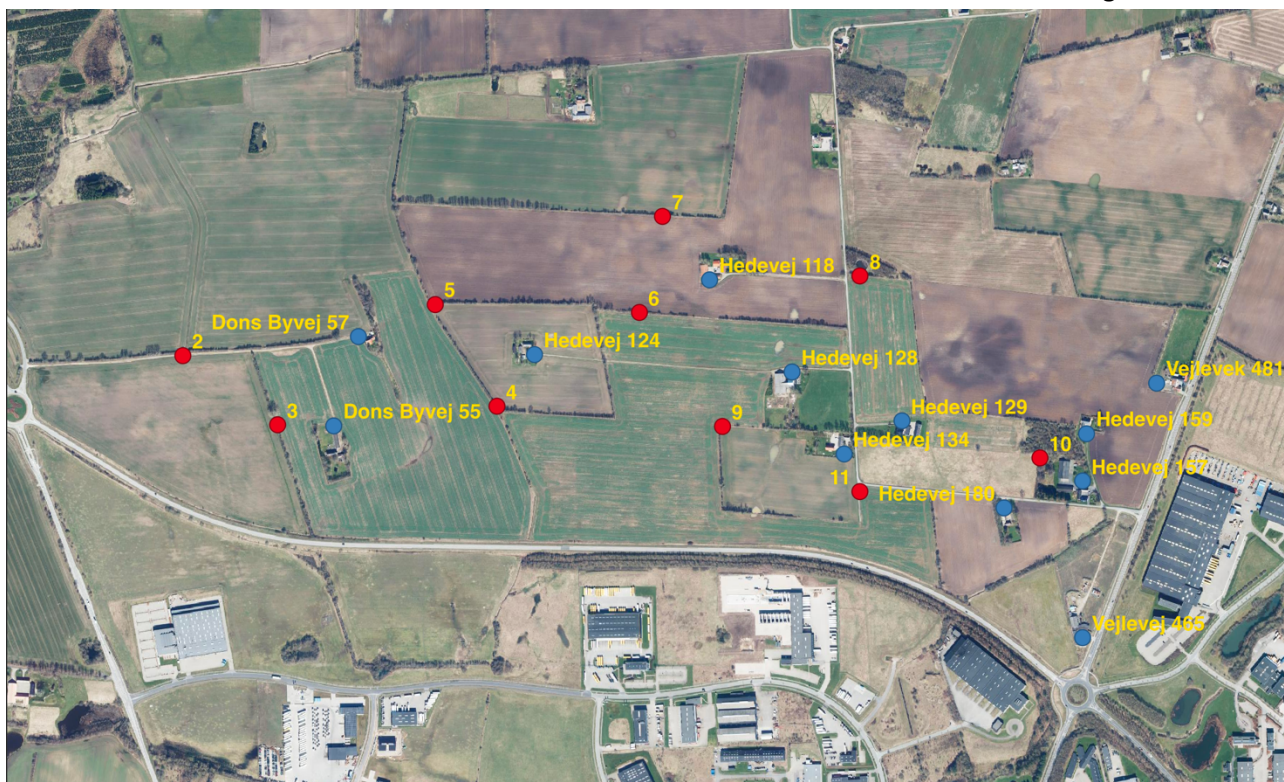 7
Hedevej 118
8
5
6
Dons Byvej 57
Hedevej 124
2
Hedevej 128
Vejlevek 481
4
3
Dons Byvej 55
9
Hedevej 129
Hedevej 159
Hedevej 134
10
11
Hedevej 157
Hedevej 180
Vejlevej 465